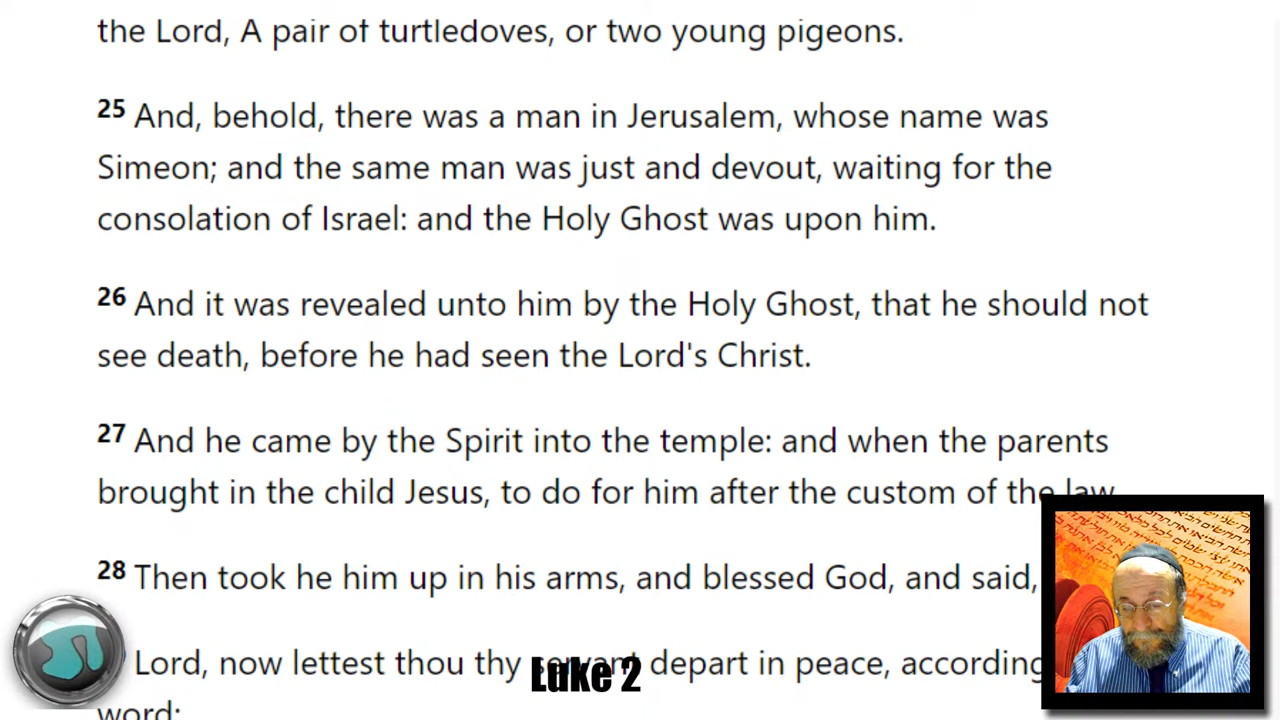 the Lord, A pair of turtledoves, or two young pigeons.
25 And, behold, there was a man in Jerusalem, whose name was
Simeon; and the same man was just and devout, waiting for the
consolation of Israel: and the Holy Ghost was upon him.
26 And it was revealed unto him by the Holy Ghost, that he should not
see death, before he had seen the Lord's Christ.
27 And he came by the Spirit into the temple: and when the parents
brought in the child Jesus, to do for him after the custom of the law
28 Then took he him up in his arms, and blessed God, and said,
Lord, now lettest thou thy servant depart in peace, according
word:
Luke 2